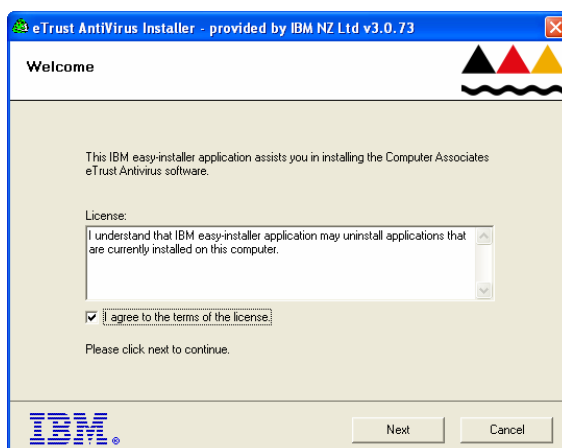 eTrust AntiVirus Installer - provided by IBM NZ Ltd v3.0.73
Welcome
This IBM easy-installer application assists you in installing the Computer Associates
eTrust Antivirus software.
License:
I understand that IBM easy-installer application may uninstall applications that
are currently installed on this computer.
I agree to the terms of the license.
Please click next to continue.
IBM®
Next
Cancel